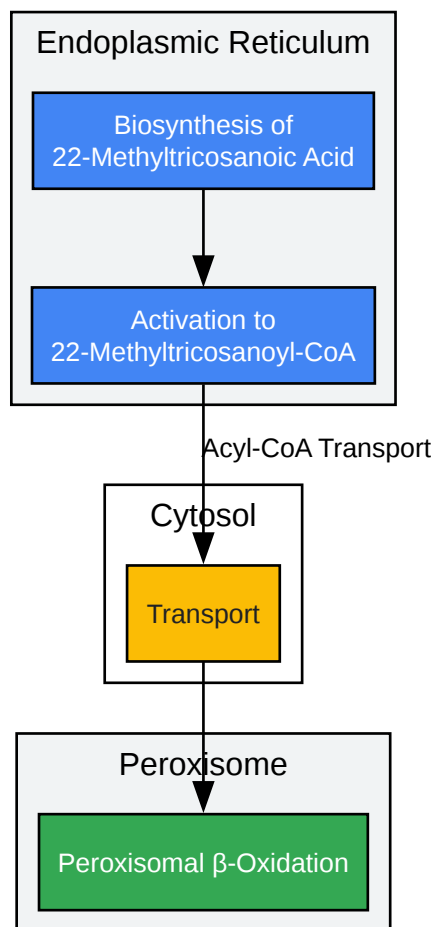 Endoplasmic Reticulum
Biosynthesis of
22-Methyltricosanoic Acid
Activation to
22-Methyltricosanoyl-CoA
Acyl-CoA Transport
Cytosol
Transport
Peroxisome
Peroxisomal β-Oxidation